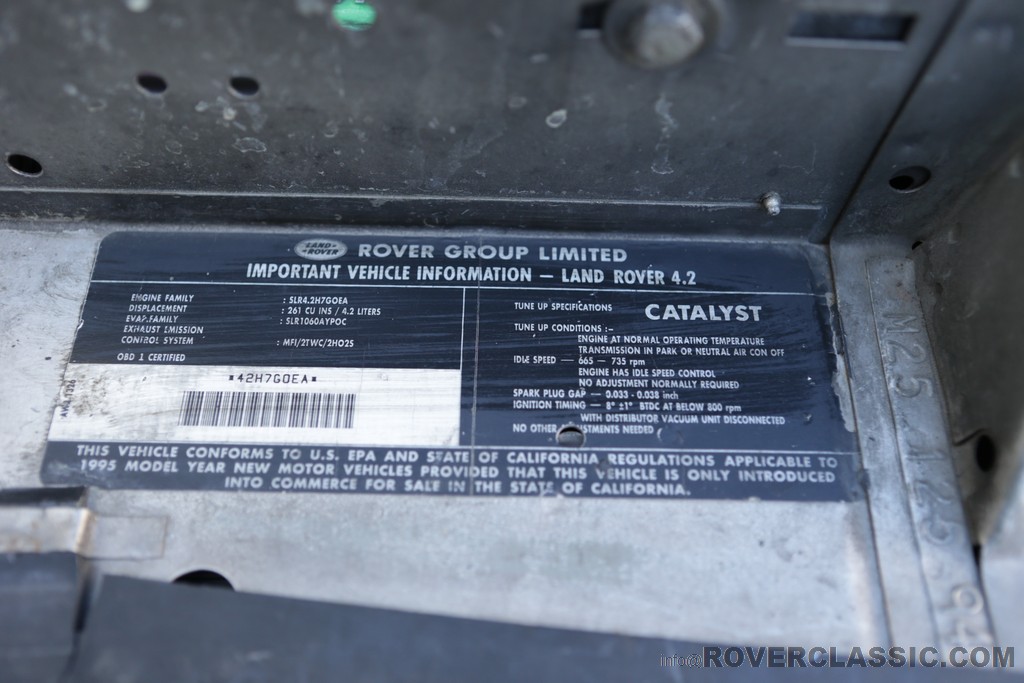 LAND ROVER ROVER GROUP LIMITED
IMPORTANT VEHICLE INFORMATION – LAND ROVER 4.2
ENGINE FAMILY : SLR4.2H7GOEA
DISPLACEMENT : 261 CU INS / 4.2 LITERS
EVAP.FAMILY : SLR1060AYPOC
EXHAUST EMISSION
CONTROL SYSTEM : MFI/2TWC/2HO2S
OBD 1 CERTIFIED
*42H7GOEA*
TUNE UP SPECIFICATIONS CATALYST
TUNE UP CONDITIONS :–
ENGINE AT NORMAL OPERATING TEMPERATURE
TRANSMISSION IN PARK OR NEUTRAL AIR CON OFF
IDLE SPEED — 665 — 735 rpm
ENGINE HAS IDLE SPEED CONTROL
NO ADJUSTMENT NORMALLY REQUIRED
SPARK PLUG GAP – 0.033 - 0.038 inch
IGNITION TIMING – 8° ±1° BTDC AT BELOW 800 rpm
WITH DISTRIBUTOR VACUUM UNIT DISCONNECTED
NO OTHER NEEDED
THIS VEHICLE CONFORMS TO U.S. EPA AND STATE OF CALIFORNIA REGULATIONS APPLICABLE TO
1995 MODEL YEAR NEW MOTOR VEHICLES PROVIDED THAT THIS VEHICLE IS ONLY INTRODUCED
INTO COMMERCE FOR SALE IN THE STATE OF CALIFORNIA.
info@ROVERCLASSIC.COM